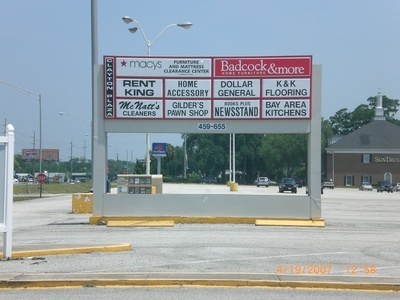 macys FURNITURE
AND MATTRESS
CLEARANCE CENTER
Badcock &more
HOME FURNITURE
RENT
KING
HOME
ACCESSORY
DOLLAR
GENERAL
K&K
FLOORING
McNatt's
CLEANERS
GILDER'S
PAWN SHOP
BOOKS PLUS
NEWSSTAND
BAY AREA
KITCHENS
459-655
SUNTRUST
4/19/2007 12:58